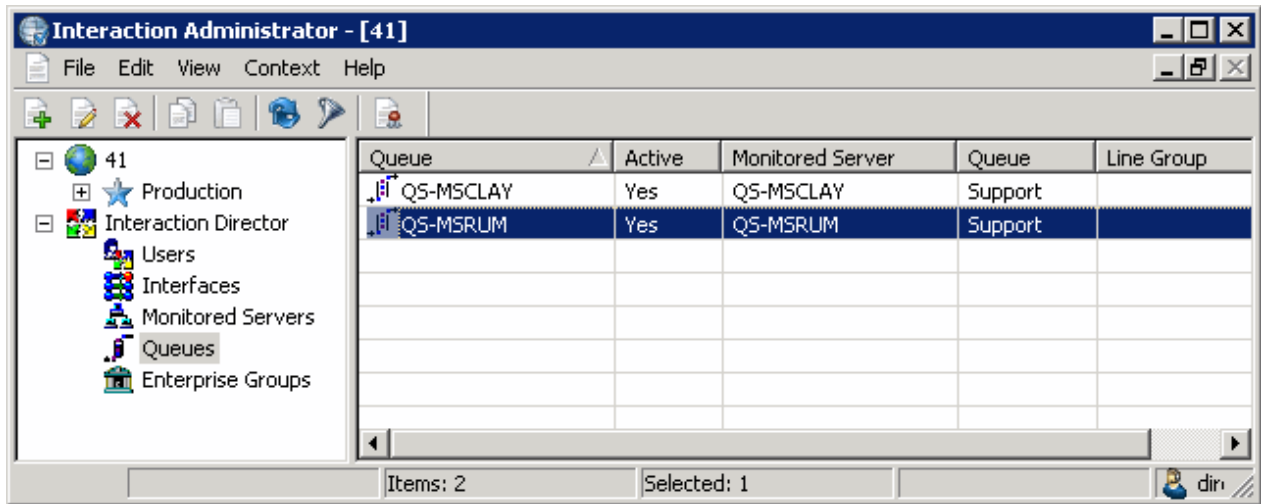 Interaction Administrator - [41]
File Edit View Context Help
41
Production
Interaction Director
Users
Interfaces
Monitored Servers
Queues
Enterprise Groups
Queue Active Monitored Server Queue Line Group
QS-MSCLAY Yes QS-MSCLAY Support
QS-MSRUM Yes QS-MSRUM Support
Items: 2 Selected: 1